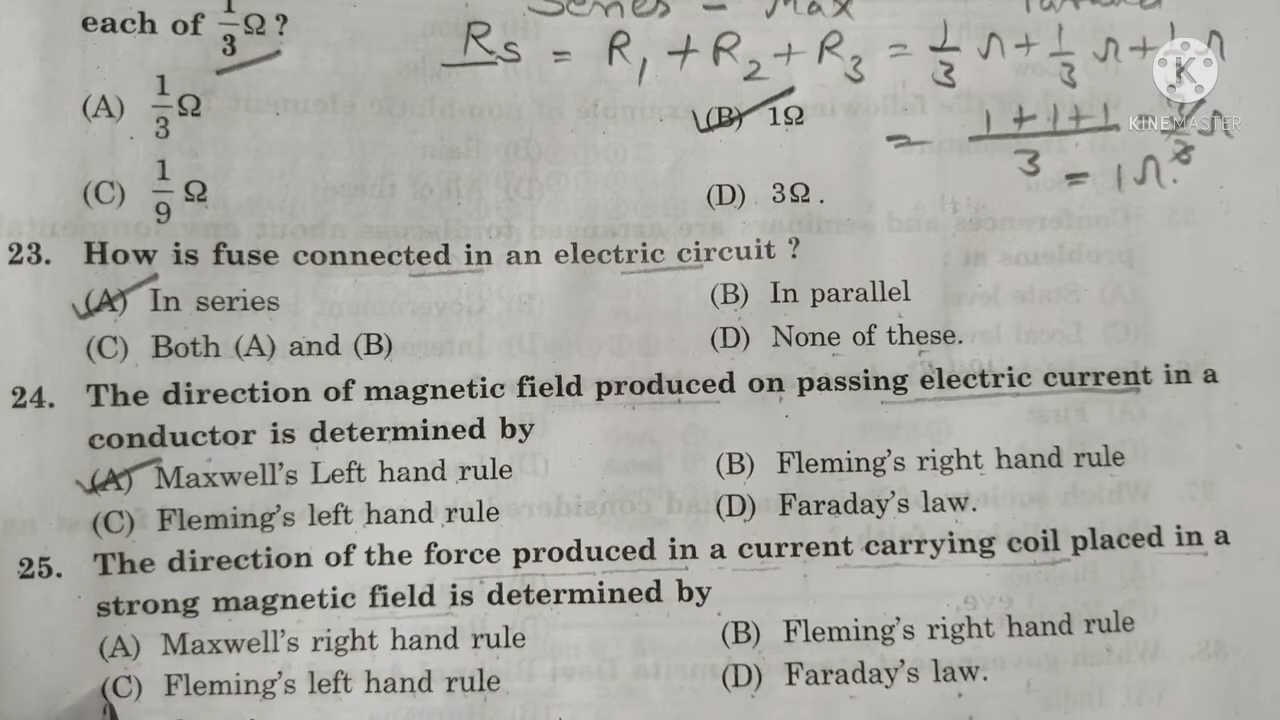 Series - Max
each of 1/3 Ω ?
Rs = R1 + R2 + R3 = 1/3 Ω + 1/3 Ω + 1/3 Ω
(A) 1/3 Ω
(B) 1Ω
= 1 + 1 + 1 / 3 = 1Ω.
KINEMASTER
(C) 1/9 Ω
(D) 3Ω .
23. How is fuse connected in an electric circuit ?
(A) In series
(B) In parallel
(C) Both (A) and (B)
(D) None of these.
24. The direction of magnetic field produced on passing electric current in a
conductor is determined by
(A) Maxwell's Left hand rule
(B) Fleming's right hand rule
(C) Fleming's left hand rule
(D) Faraday's law.
25. The direction of the force produced in a current carrying coil placed in a
strong magnetic field is determined by
(A) Maxwell's right hand rule
(B) Fleming's right hand rule
(C) Fleming's left hand rule
(D) Faraday's law.